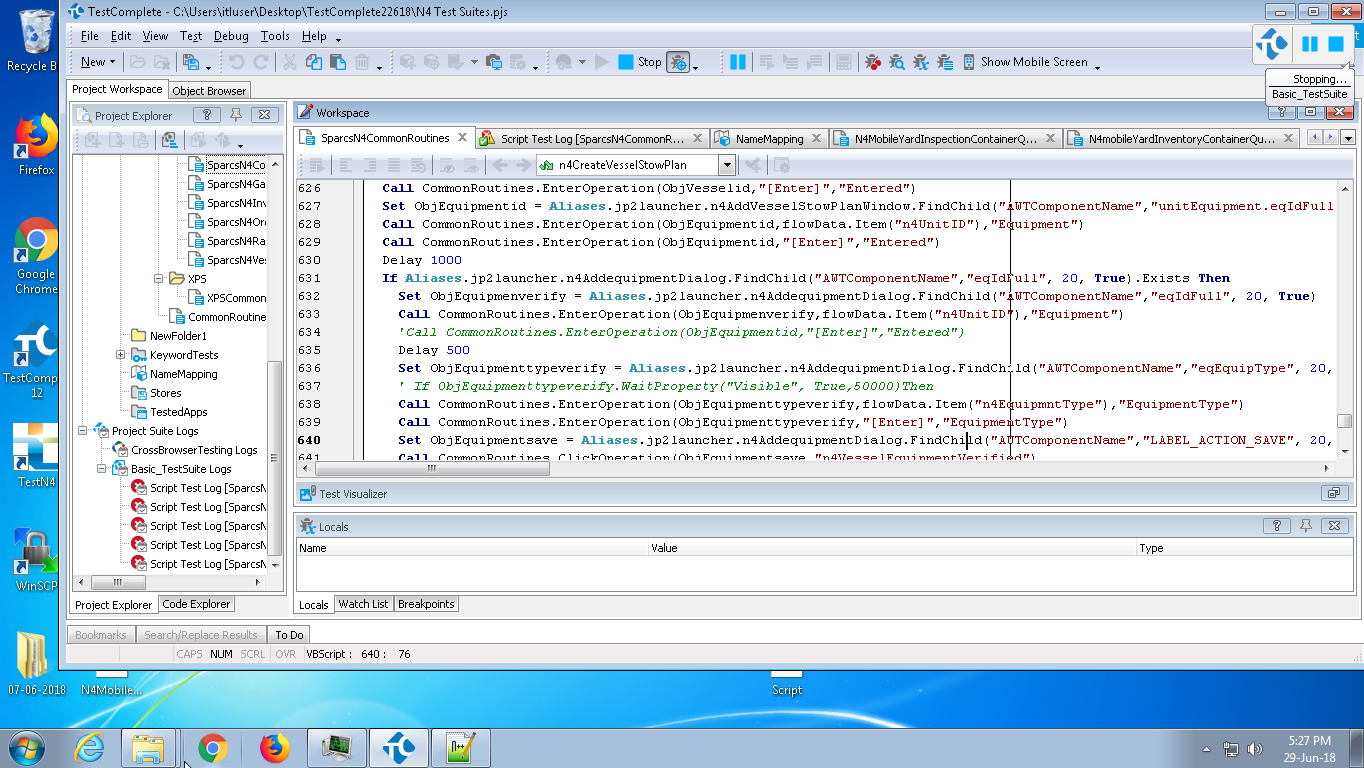 TestComplete - C:\Users\itluser\Desktop\TestComplete22618\N4 Test Suites.pjs
File Edit View Test Debug Tools Help
New Stop Show Mobile Screen
Stopping...
Basic_TestSuite
Project Workspace Object Browser
Project Explorer
Workspace
SparcsN4CommonRoutines Script Test Log [SparcsN4CommonR... NameMapping N4MobileYardInspectionContainerQ... N4mobileYardInventoryContainerQu...
n4CreateVesselStowPlan
SparcsN4Co
SparcsN4Ga
SparcsN4Inv
SparcsN4Ord
SparcsN4Ra
SparcsN4Ves
XPS
XPSCommon
CommonRoutine
NewFolder1
KeywordTests
NameMapping
Stores
TestedApps
Project Suite Logs
CrossBrowserTesting Logs
Basic_TestSuite Logs
Script Test Log [SparcsN
Script Test Log [SparcsN
Script Test Log [SparcsN
Script Test Log [SparcsN
Script Test Log [SparcsN
Project Explorer Code Explorer
626 Call CommonRoutines.EnterOperation(ObjVesselid,"[Enter]","Entered")
627 Set ObjEquipmentid = Aliases.jp2launcher.n4AddVesselStowPlanWindow.FindChild("AWTComponentName","unitEquipment.eqIdFull
628 Call CommonRoutines.EnterOperation(ObjEquipmentid,flowData.Item("n4UnitID"),"Equipment")
629 Call CommonRoutines.EnterOperation(ObjEquipmentid,"[Enter]","Entered")
630 Delay 1000
631 If Aliases.jp2launcher.n4AddequipmentDialog.FindChild("AWTComponentName","eqIdFull", 20, True).Exists Then
632 Set ObjEquipmenverify = Aliases.jp2launcher.n4AddequipmentDialog.FindChild("AWTComponentName","eqIdFull", 20, True)
633 Call CommonRoutines.EnterOperation(ObjEquipmenverify,flowData.Item("n4UnitID"),"Equipment")
634 'Call CommonRoutines.EnterOperation(ObjEquipmentid,"[Enter]","Entered")
635 Delay 500
636 Set ObjEquipmenttypeverify = Aliases.jp2launcher.n4AddequipmentDialog.FindChild("AWTComponentName","eqEquipType", 20,
637 ' If ObjEquipmenttypeverify.WaitProperty("Visible", True,50000)Then
638 Call CommonRoutines.EnterOperation(ObjEquipmenttypeverify,flowData.Item("n4EquipmntType"),"EquipmentType")
639 Call CommonRoutines.EnterOperation(ObjEquipmenttypeverify,"[Enter]","EquipmentType")
640 Set ObjEquipmentsave = Aliases.jp2launcher.n4AddequipmentDialog.FindChild("AWTComponentName","LABEL_ACTION_SAVE", 20,
641 Call CommonRoutines.ClickOperation(ObjEquipmentsave,"n4VesselEquipmentVerified")
Test Visualizer
Locals
Name Value Type
Locals Watch List Breakpoints
Bookmarks Search/Replace Results To Do
CAPS NUM SCRL OVR VBScript : 640 : 76
Recycle B
Firefox
Google
Chrome
TestComp
12
TestN4
WinSCP
07-06-2018
N4Mobile...
Script
5:27 PM
29-Jun-18